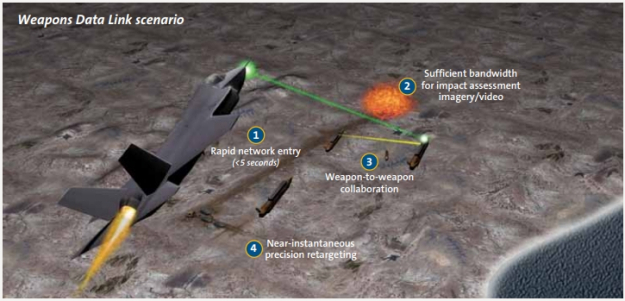 Weapons Data Link scenario
2
Sufficient bandwidth
for impact assessment
imagery/video
1
Rapid network entry
(<5 seconds)
3
Weapon-to-weapon
collaboration
4
Near-instantaneous
precision retargeting